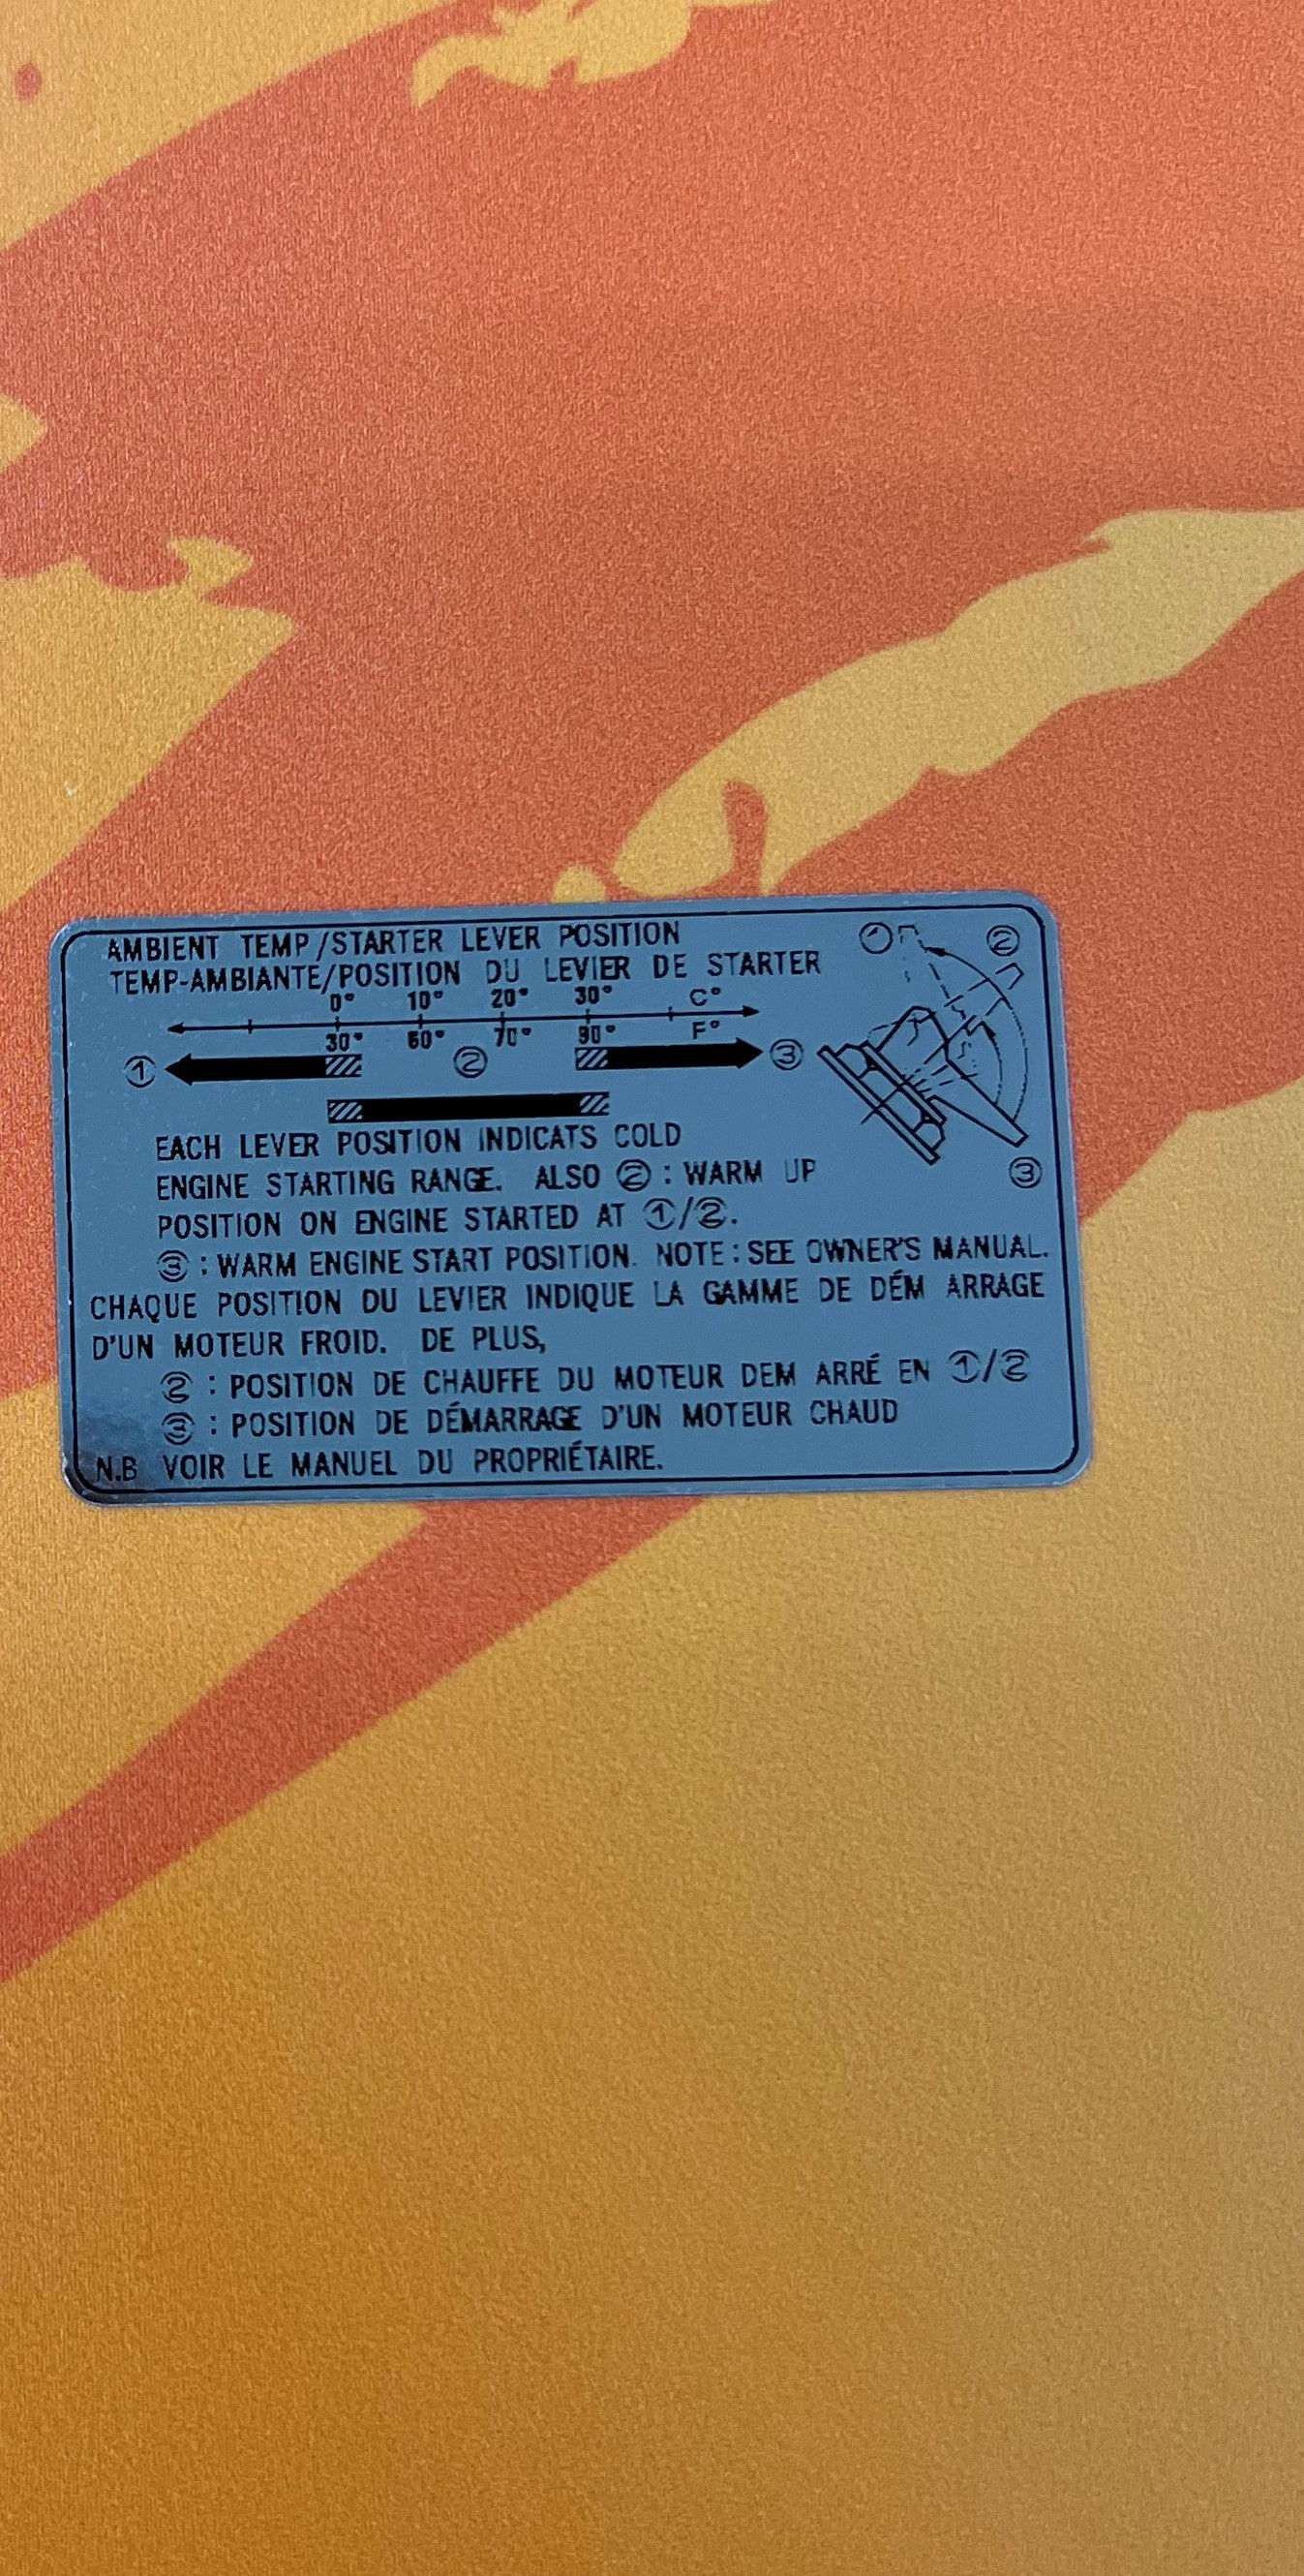 AMBIENT TEMP/STARTER LEVER POSITION
TEMP-AMBIANTE/POSITION DU LEVIER DE STARTER
① ②
0° 10° 20° 30° C°
30° 60° 70° 90° F°
① ② ③
③
EACH LEVER POSITION INDICATS COLD
ENGINE STARTING RANGE. ALSO ② : WARM UP
POSITION ON ENGINE STARTED AT ①/②.
③ : WARM ENGINE START POSITION. NOTE : SEE OWNER'S MANUAL.
CHAQUE POSITION DU LEVIER INDIQUE LA GAMME DE DÉM ARRAGE
D'UN MOTEUR FROID. DE PLUS,
② : POSITION DE CHAUFFE DU MOTEUR DEM ARRÉ EN ①/②
③ : POSITION DE DÉMARRAGE D'UN MOTEUR CHAUD
N.B VOIR LE MANUEL DU PROPRIÉTAIRE.